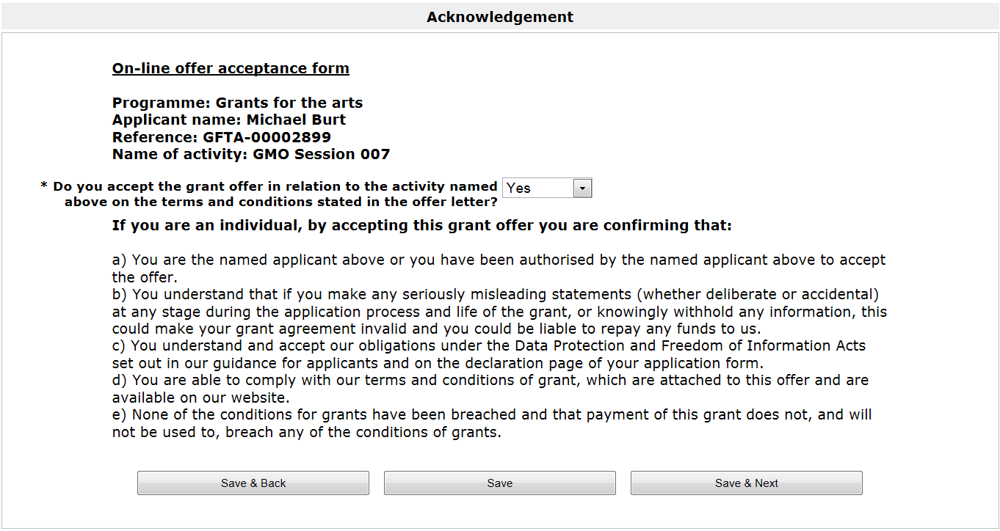 Acknowledgement
On-line offer acceptance form
Programme: Grants for the arts
Applicant name: Michael Burt
Reference: GFTA-00002899
Name of activity: GMO Session 007
* Do you accept the grant offer in relation to the activity named
above on the terms and conditions stated in the offer letter?
Yes
If you are an individual, by accepting this grant offer you are confirming that:
a) You are the named applicant above or you have been authorised by the named applicant above to accept
the offer.
b) You understand that if you make any seriously misleading statements (whether deliberate or accidental)
at any stage during the application process and life of the grant, or knowingly withhold any information, this
could make your grant agreement invalid and you could be liable to repay any funds to us.
c) You understand and accept our obligations under the Data Protection and Freedom of Information Acts
set out in our guidance for applicants and on the declaration page of your application form.
d) You are able to comply with our terms and conditions of grant, which are attached to this offer and are
available on our website.
e) None of the conditions for grants have been breached and that payment of this grant does not, and will
not be used to, breach any of the conditions of grants.
Save & Back
Save
Save & Next